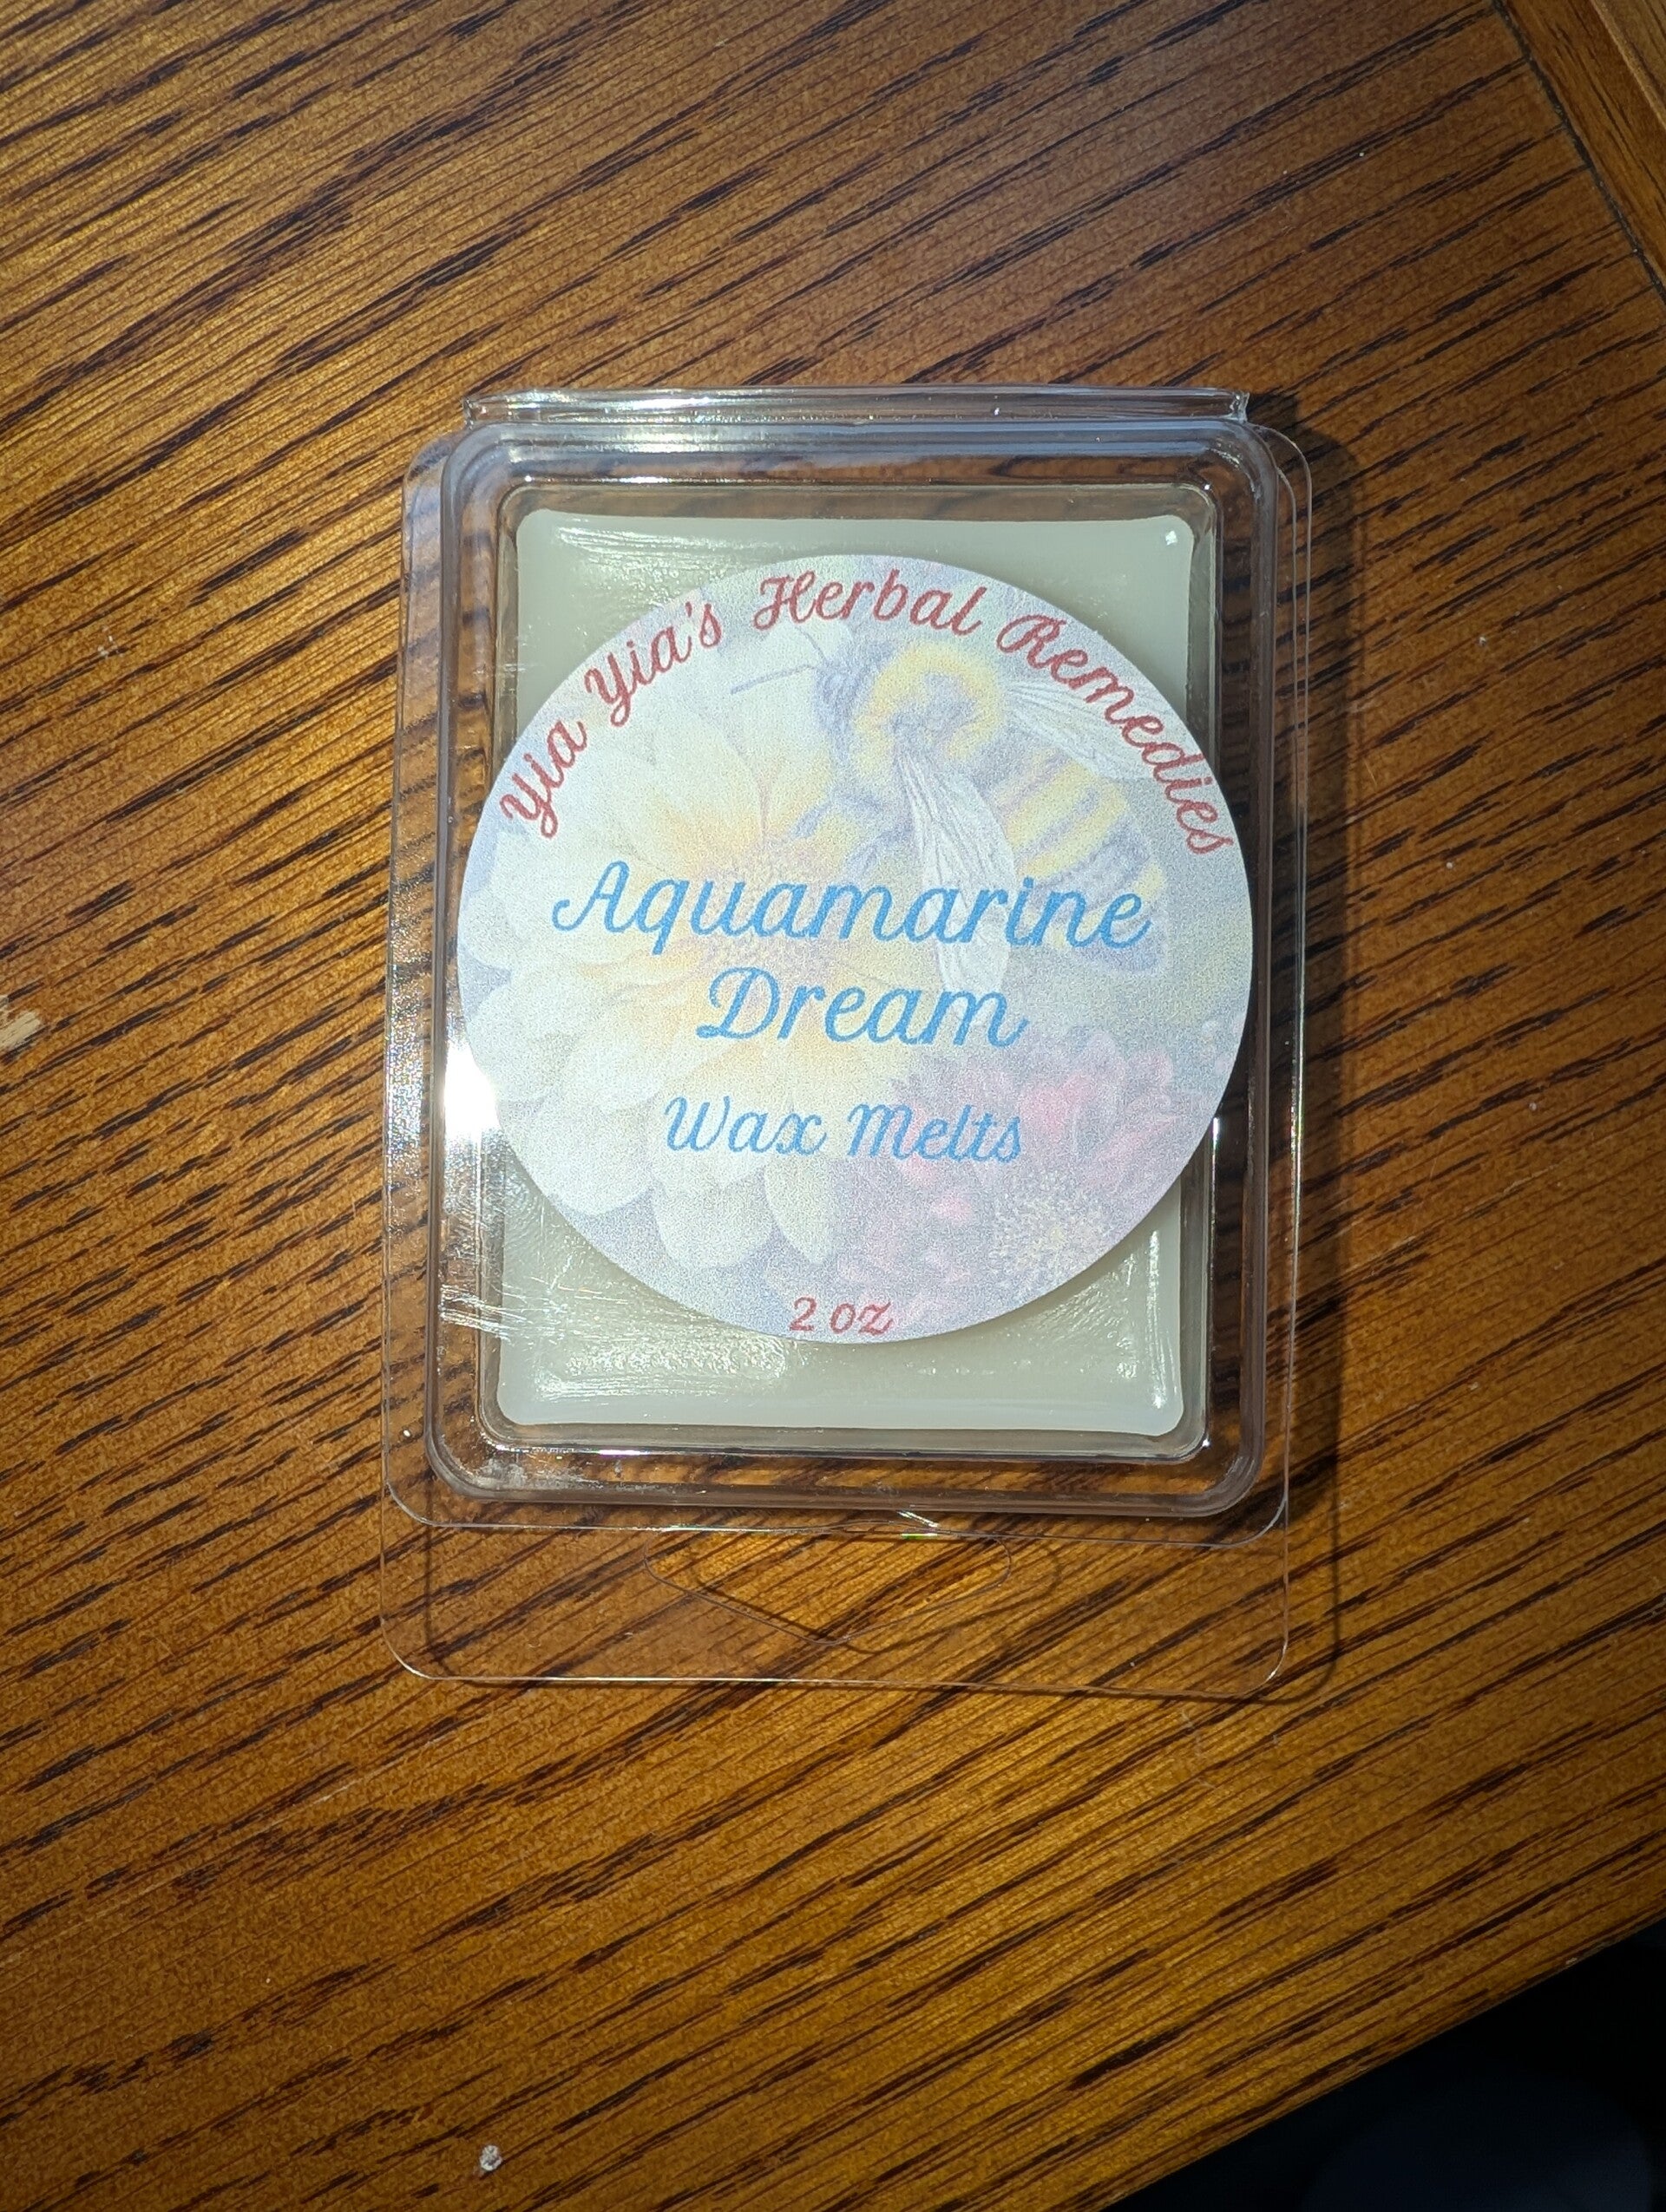 Yia Yia's Herbal Remedies
Aquamarine
Dream
Wax Melts
2 oz